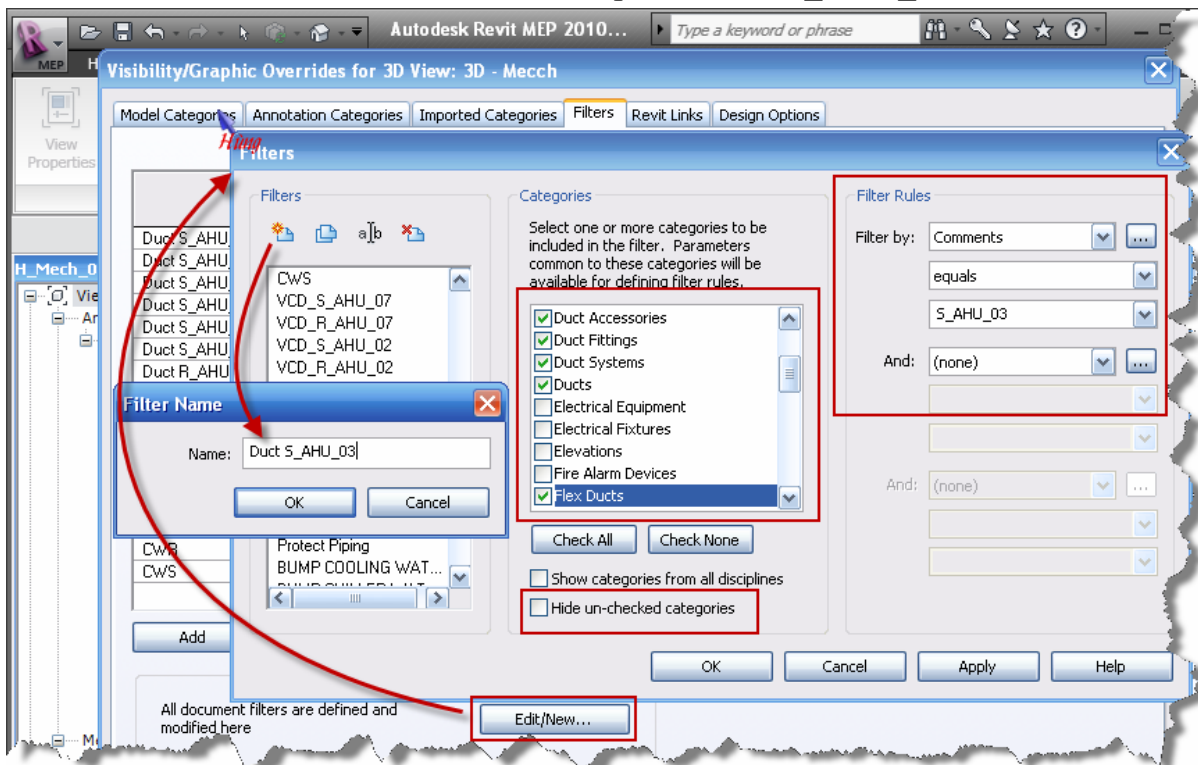 Autodesk Revit MEP 2010...
Type a keyword or phrase
MEP
H
Visibility/Graphic Overrides for 3D View: 3D - Mecch
Model Categories
Annotation Categories
Imported Categories
Filters
Revit Links
Design Options
View
Properties
Hùng
Filters
Filters
CWS
VCD_S_AHU_07
VCD_R_AHU_07
VCD_S_AHU_02
VCD_R_AHU_02
Protect Piping
BUMP COOLING WAT...
Categories
Select one or more categories to be
included in the filter. Parameters
common to these categories will be
available for defining filter rules.
Duct Accessories
Duct Fittings
Duct Systems
Ducts
Electrical Equipment
Electrical Fixtures
Elevations
Fire Alarm Devices
Flex Ducts
Check All
Check None
Show categories from all disciplines
Hide un-checked categories
Filter Rules
Filter by: Comments ...
equals
S_AHU_03
And: (none) ...
And: (none) ...
OK
Cancel
Apply
Help
Duct S_AHU
Duct S_AHU
Duct S_AHU
Duct S_AHU
Duct S_AHU
Duct S_AHU
Duct R_AHU
H_Mech_0
Vie
Ar
Filter Name
Name: Duct S_AHU_03
OK
Cancel
CWR
CWS
Add
All document filters are defined and
modified here
Edit/New...